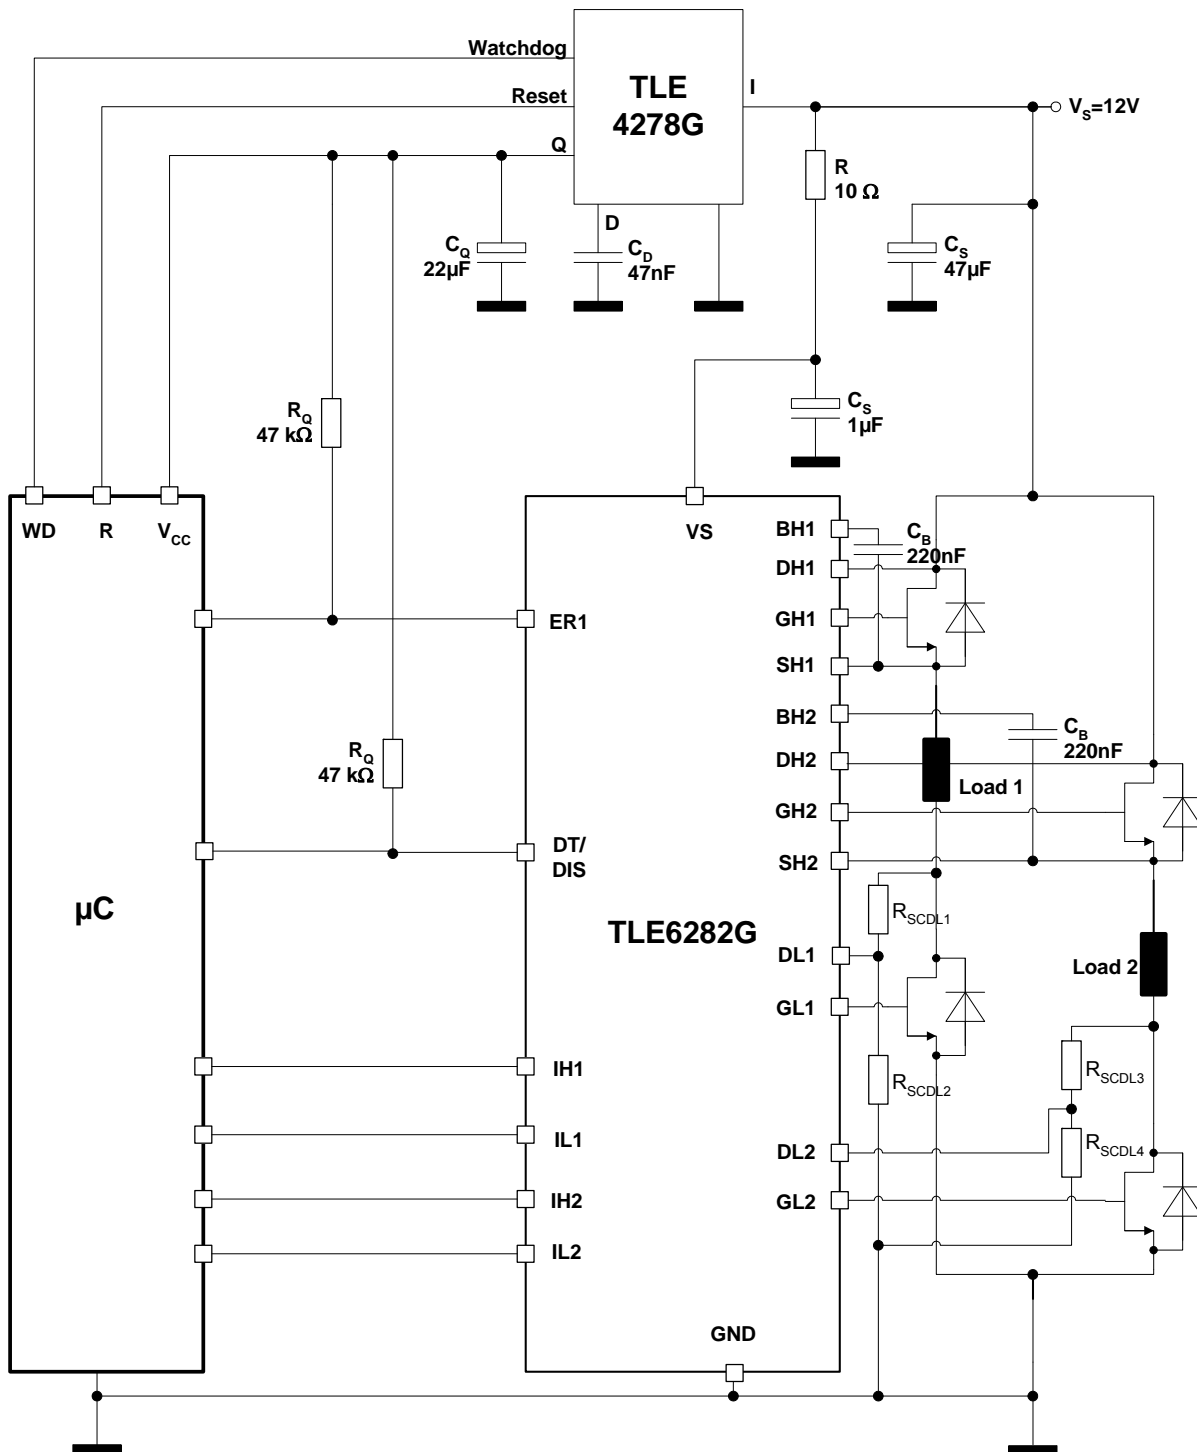 Watchdog
TLE
4278G
I
Reset
V_S=12V
Q
R
10 Ω
D
C_Q
22µF
C_D
47nF
C_S
47µF
C_S
1µF
R_Q
47 kΩ
WD
R
V_CC
VS
BH1
C_B
220nF
DH1
ER1
GH1
SH1
BH2
C_B
220nF
R_Q
47 kΩ
DH2
Load 1
GH2
DT/
DIS
SH2
µC
TLE6282G
R_SCDL1
DL1
Load 2
GL1
IH1
R_SCDL2
R_SCDL3
IL1
DL2
R_SCDL4
IH2
GL2
IL2
GND